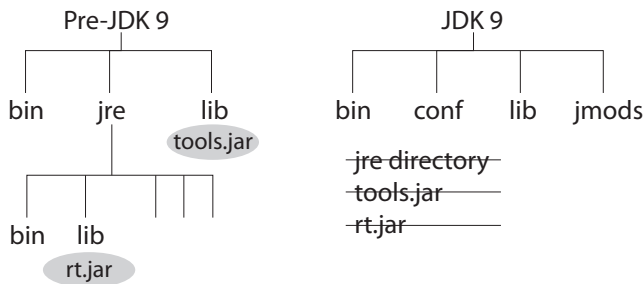 Pre-JDK 9
bin jre lib
tools.jar
bin lib
rt.jar
JDK 9
bin conf lib jmods
jre directory
tools.jar
rt.jar